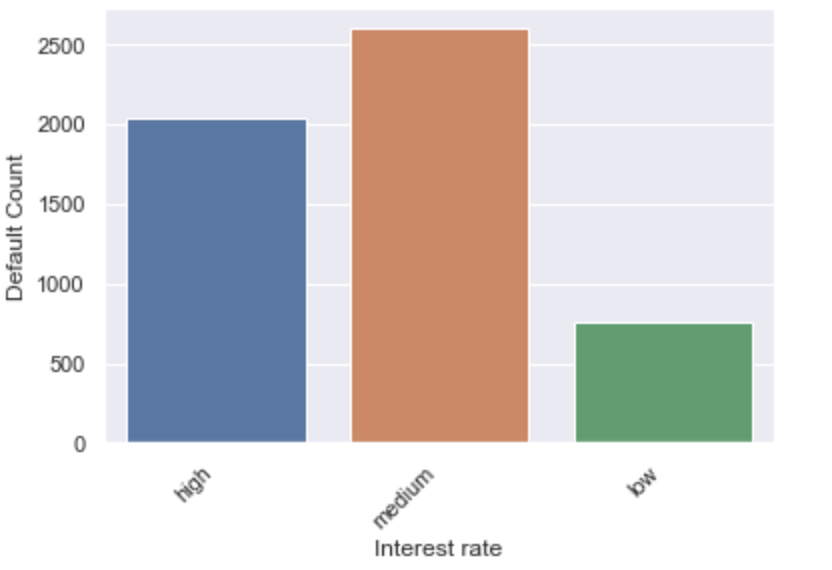 2500
2000
1500
1000
500
0
Default Count
high
medium
low
Interest rate